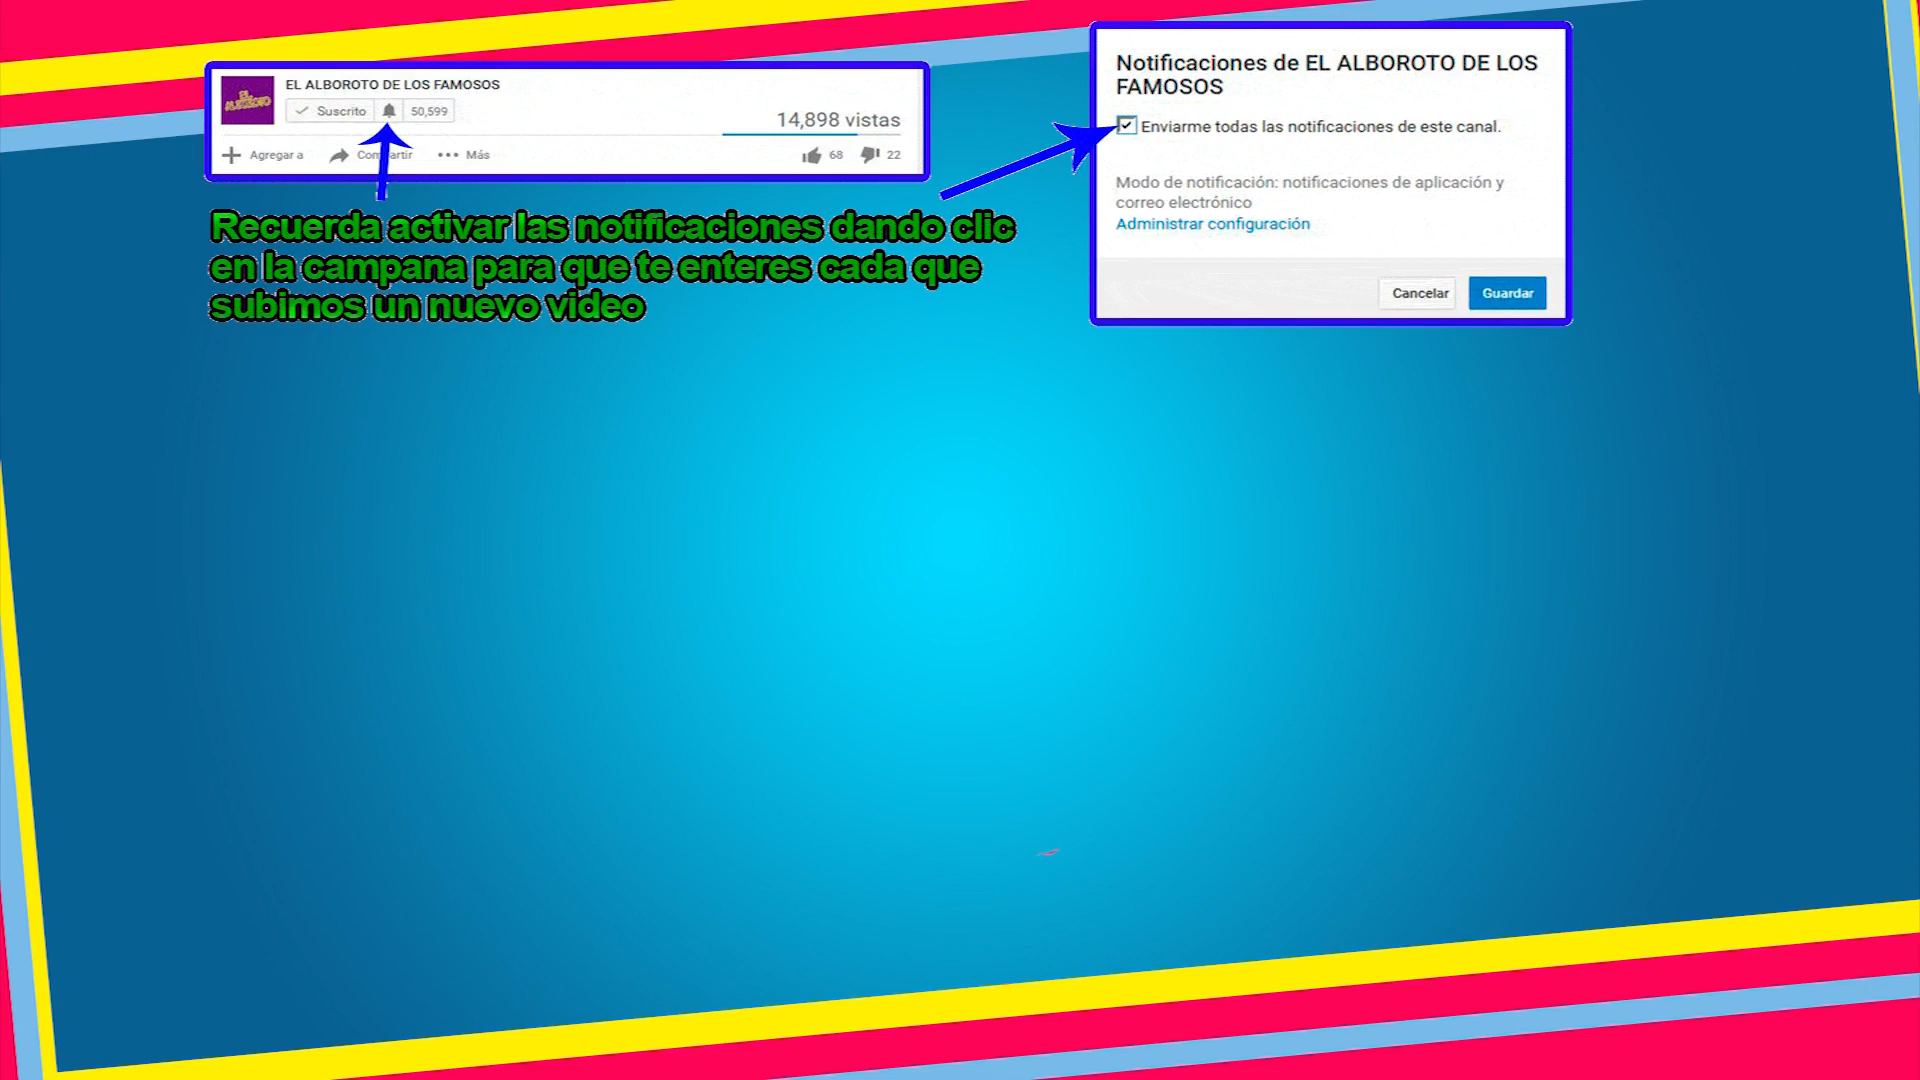 EL ALBOROTO
EL ALBOROTO DE LOS FAMOSOS
Suscrito 50,599
14,898 vistas
Agregar a Compartir Más 68 22
Recuerda activar las notificaciones dando clic
en la campana para que te enteres cada que
subimos un nuevo video
Notificaciones de EL ALBOROTO DE LOS
FAMOSOS
Enviarme todas las notificaciones de este canal.
Modo de notificación: notificaciones de aplicación y
correo electrónico
Administrar configuración
Cancelar Guardar